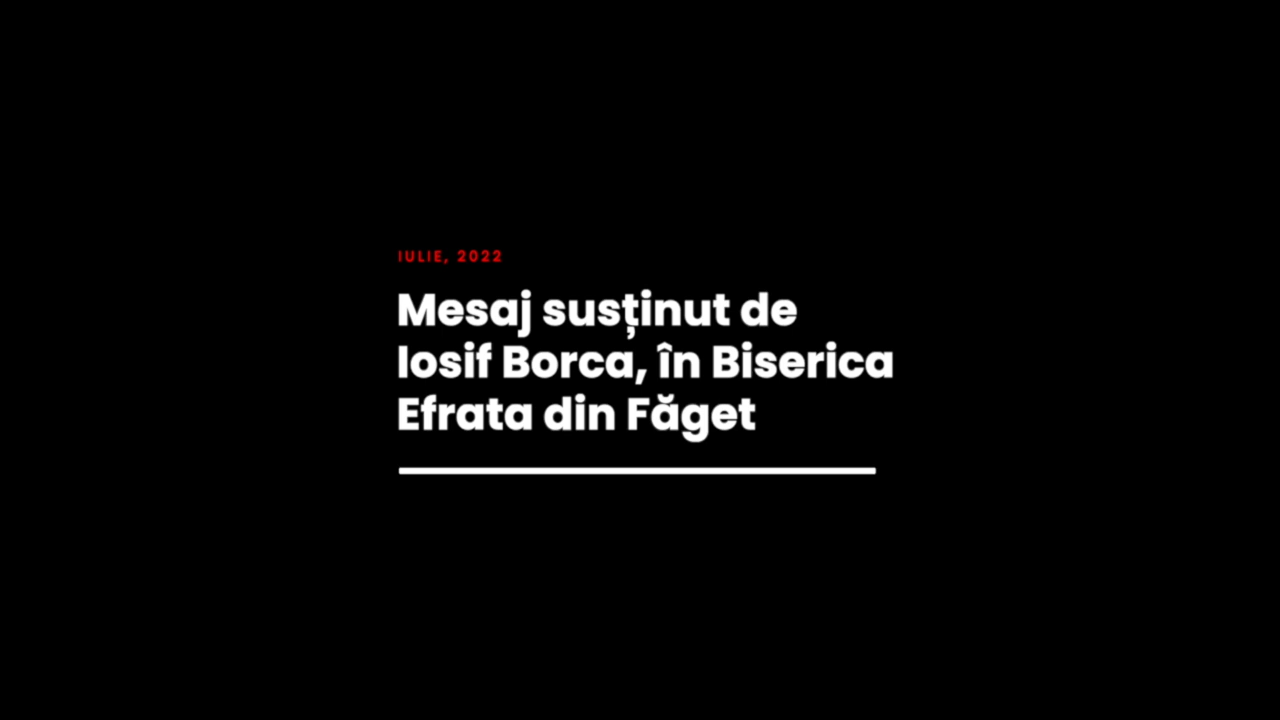 IULIE, 2022
Mesaj susținut de
Iosif Borca, în Biserica
Efrata din Făget